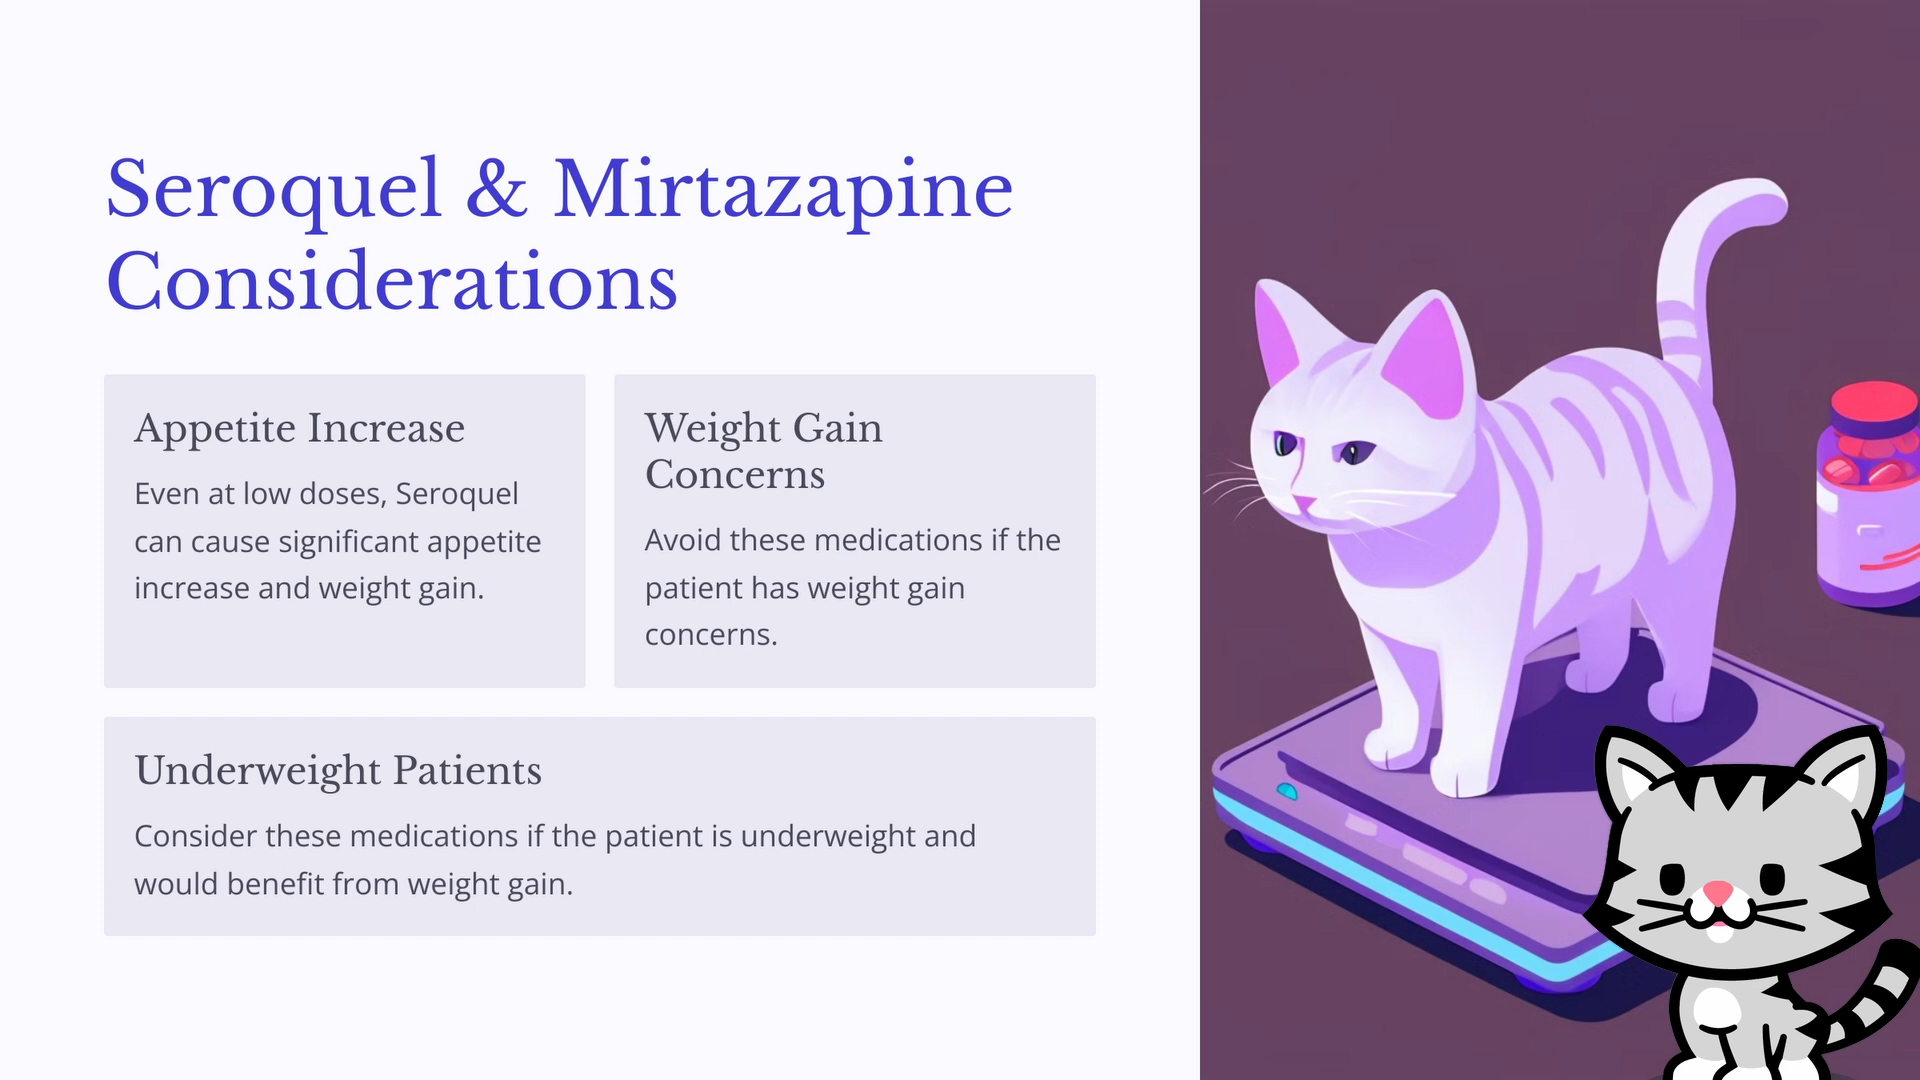 Seroquel & Mirtazapine
Considerations
Appetite Increase
Even at low doses, Seroquel
can cause significant appetite
increase and weight gain.
Weight Gain
Concerns
Avoid these medications if the
patient has weight gain
concerns.
Underweight Patients
Consider these medications if the patient is underweight and
would benefit from weight gain.